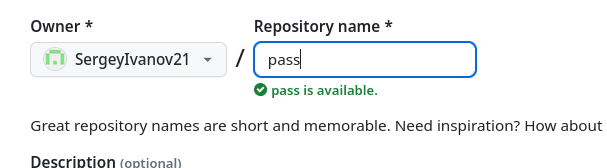 Owner * Repository name *
SergeyIvanov21 / pass
pass is available.
Great repository names are short and memorable. Need inspiration? How about
Description (optional)